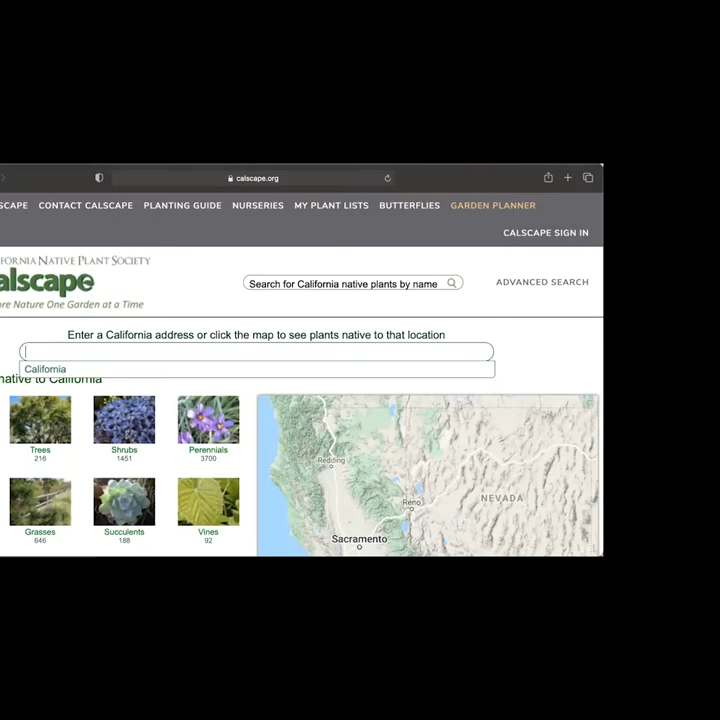 calscape.org
SCAPE CONTACT CALSCAPE PLANTING GUIDE NURSERIES MY PLANT LISTS BUTTERFLIES GARDEN PLANNER
CALSCAPE SIGN IN
FORNIA NATIVE PLANT SOCIETY
alscape
ore Nature One Garden at a Time
Search for California native plants by name
ADVANCED SEARCH
Enter a California address or click the map to see plants native to that location
California
native to California
Trees
216
Shrubs
1451
Perennials
3700
Grasses
646
Succulents
188
Vines
92
Redding
Reno
NEVADA
Sacramento